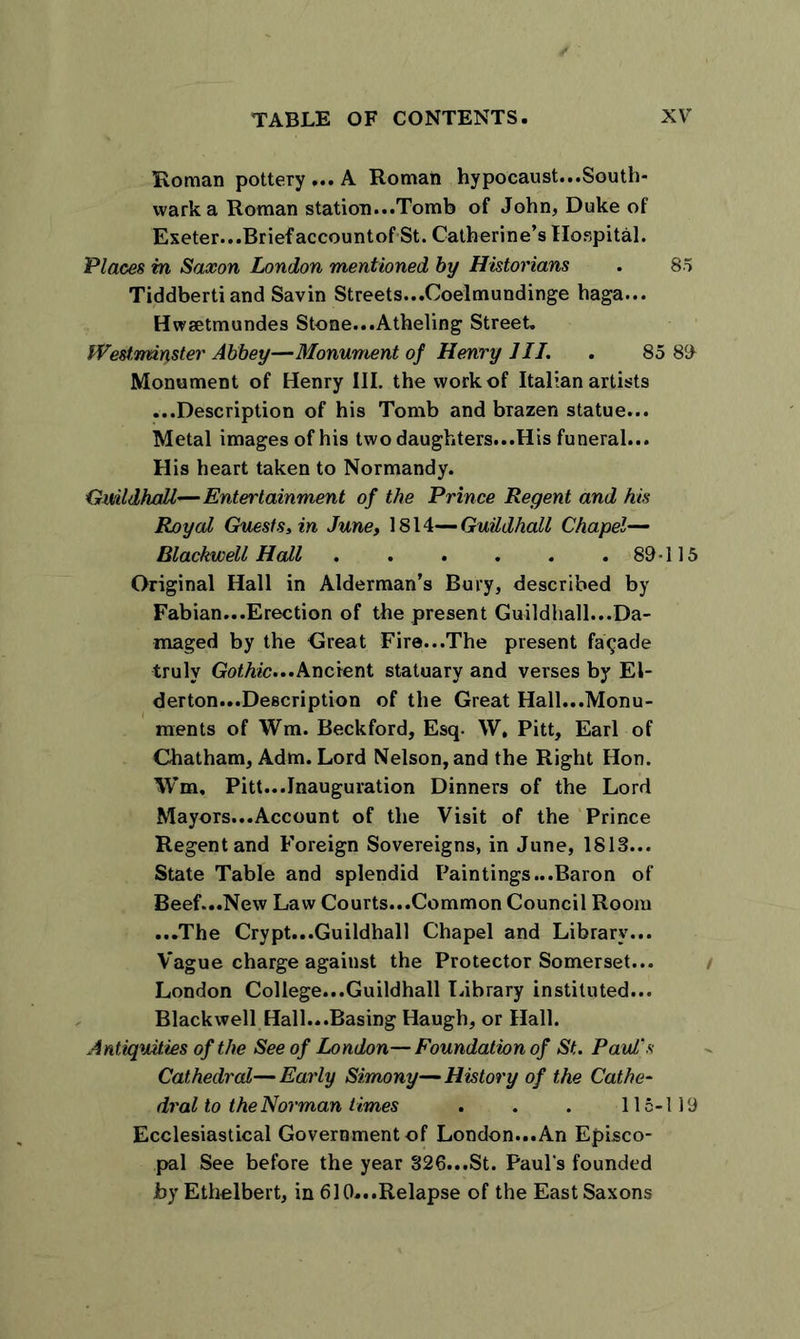 TABLE OF CONTENTS. XV
Roman pottery ... A Roman hypocaust...South-
wark a Roman station...Tomb of John, Duke of
Exeter...Brief account of St. Catherine's Hospital.
Places in Saxon London mentioned by Historians . 85
Tiddberti and Savin Streets...Coelmundinge haga...
Hwætmundes Stone...Atheling Street.
Westminster Abbey—Monument of Henry III. . 85 89
Monument of Henry III. the work of Italian artists
...Description of his Tomb and brazen statue...
Metal images of his two daughters...His funeral...
His heart taken to Normandy.
Guildhall—Entertainment of the Prince Regent and his
Royal Guests, in June, 1814—Guildhall Chapel—
Blackwell Hall . . . . . . 89-115
Original Hall in Alderman's Bury, described by
Fabian...Erection of the present Guildhall...Da-
maged by the Great Fire...The present façade
truly Gothic...Ancient statuary and verses by El-
derton...Description of the Great Hall...Monu-
ments of Wm. Beckford, Esq. W. Pitt, Earl of
Chatham, Adm. Lord Nelson, and the Right Hon.
Wm. Pitt...Inauguration Dinners of the Lord
Mayors...Account of the Visit of the Prince
Regent and Foreign Sovereigns, in June, 1813...
State Table and splendid Paintings...Baron of
Beef...New Law Courts...Common Council Room
...The Crypt...Guildhall Chapel and Library...
Vague charge against the Protector Somerset...
London College...Guildhall Library instituted...
Blackwell Hall...Basing Haugh, or Hall.
Antiquities of the See of London—Foundation of St. Paul's
Cathedral—Early Simony—History of the Cathe-
dral to the Norman times . . . 115-119
Ecclesiastical Government of London...An Episco-
pal See before the year 326...St. Paul's founded
by Ethelbert, in 610...Relapse of the East Saxons